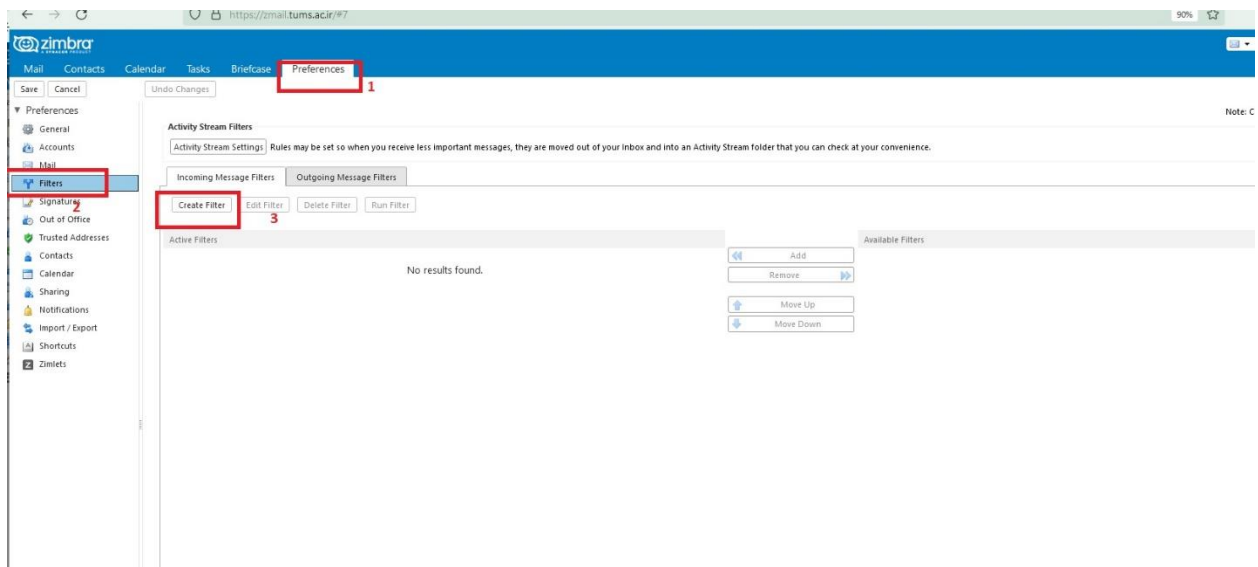 https://zmail.tums.ac.ir/#7 90%
zimbra
A SYNACOR PRODUCT
Mail Contacts Calendar Tasks Briefcase Preferences 1
Save Cancel Undo Changes
Preferences
Note: C
General
Accounts
Mail
Filters
Signatures
2
Out of Office
Trusted Addresses
Contacts
Calendar
Sharing
Notifications
Import / Export
Shortcuts
Zimlets
Activity Stream Filters
Activity Stream Settings Rules may be set so when you receive less important messages, they are moved out of your Inbox and into an Activity Stream folder that you can check at your convenience.
Incoming Message Filters Outgoing Message Filters
Create Filter Edit Filter Delete Filter Run Filter
3
Active Filters Available Filters
No results found.
Add
Remove
Move Up
Move Down